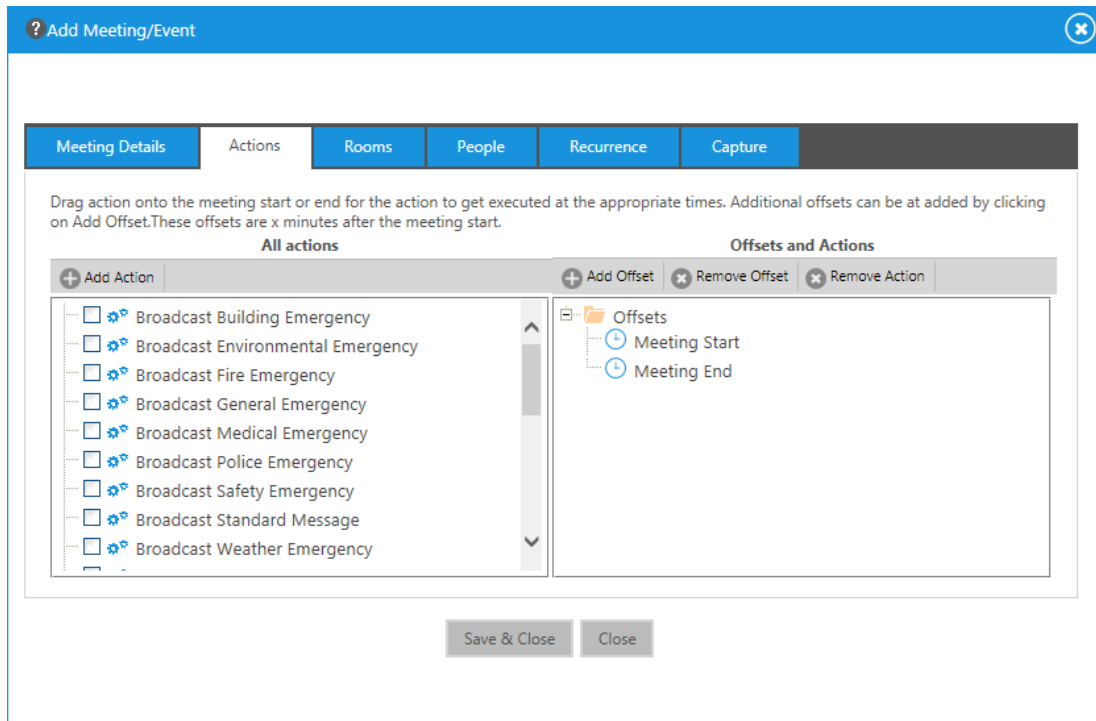 Add Meeting/Event
Meeting Details Actions Rooms People Recurrence Capture
Drag action onto the meeting start or end for the action to get executed at the appropriate times. Additional offsets can be at added by clicking
on Add Offset.These offsets are x minutes after the meeting start.
All actions
Add Action
Broadcast Building Emergency
Broadcast Environmental Emergency
Broadcast Fire Emergency
Broadcast General Emergency
Broadcast Medical Emergency
Broadcast Police Emergency
Broadcast Safety Emergency
Broadcast Standard Message
Broadcast Weather Emergency
Offsets and Actions
Add Offset Remove Offset Remove Action
Offsets
Meeting Start
Meeting End
Save & Close Close